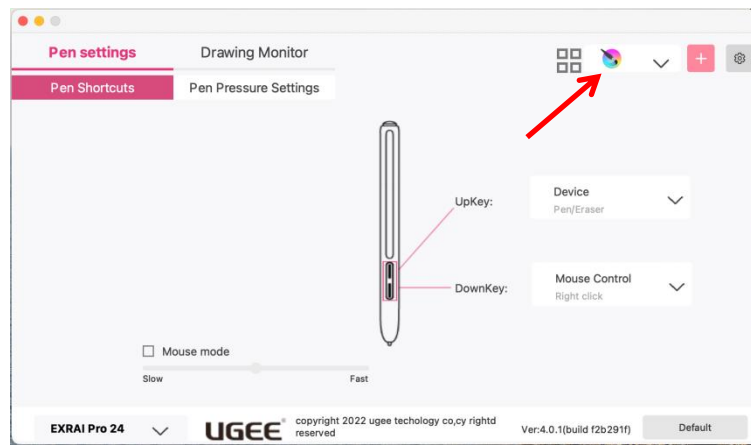 Pen settings
Drawing Monitor
Pen Shortcuts
Pen Pressure Settings
UpKey:
Device
Pen/Eraser
DownKey:
Mouse Control
Right click
Mouse mode
Slow
Fast
EXRAI Pro 24
UGEE®
copyright 2022 ugee techology co,cy rightd
reserved
Ver:4.0.1(build f2b291f)
Default